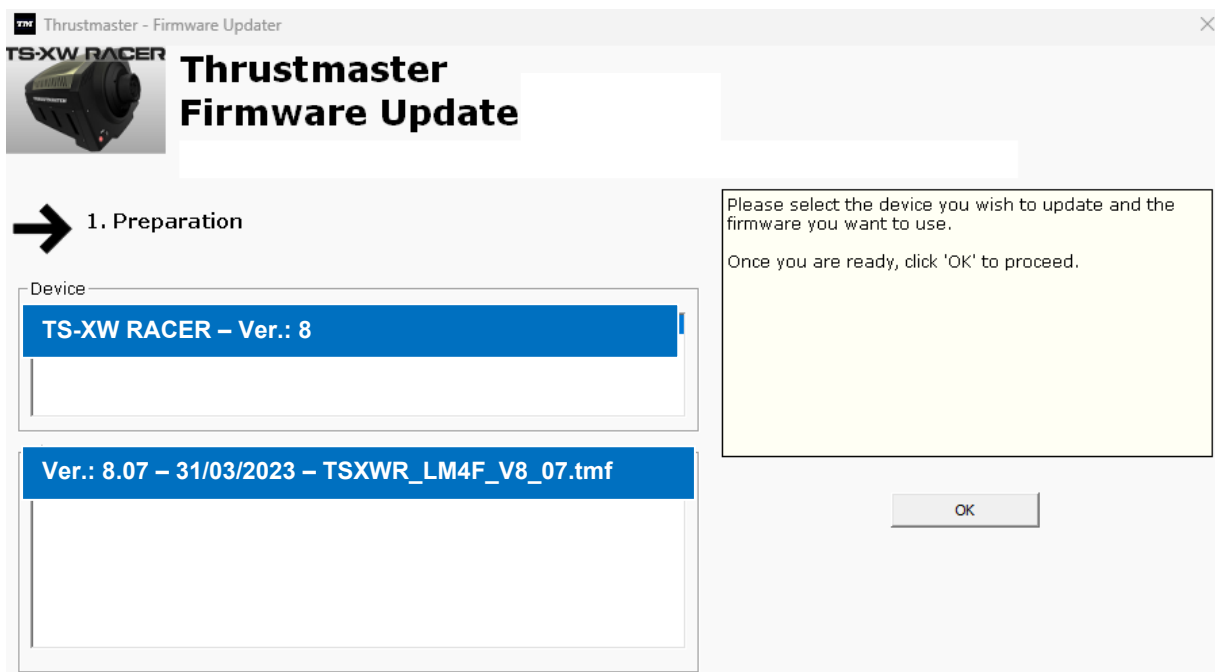 Thrustmaster - Firmware Updater
TS-XW RACER
Thrustmaster
Firmware Update
1. Preparation
Please select the device you wish to update and the
firmware you want to use.
Once you are ready, click 'OK' to proceed.
Device
TS-XW RACER – Ver.: 8
Ver.: 8.07 – 31/03/2023 – TSXWR_LM4F_V8_07.tmf
OK